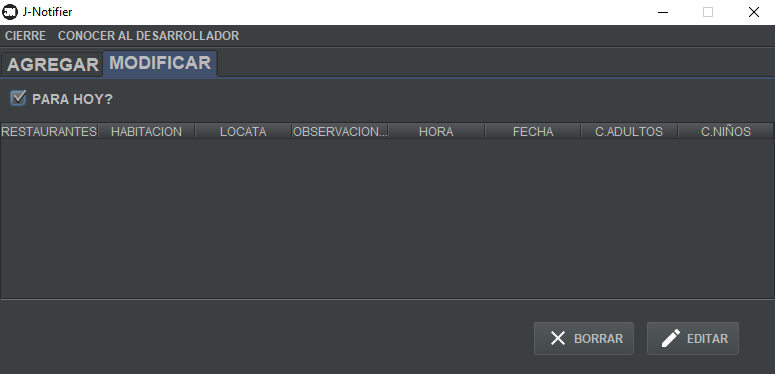 J-Notifier
CIERRE CONOCER AL DESARROLLADOR
AGREGAR MODIFICAR
PARA HOY?
RESTAURANTES HABITACION LOCATA OBSERVACION... HORA FECHA C.ADULTOS C.NIÑOS
BORRAR EDITAR